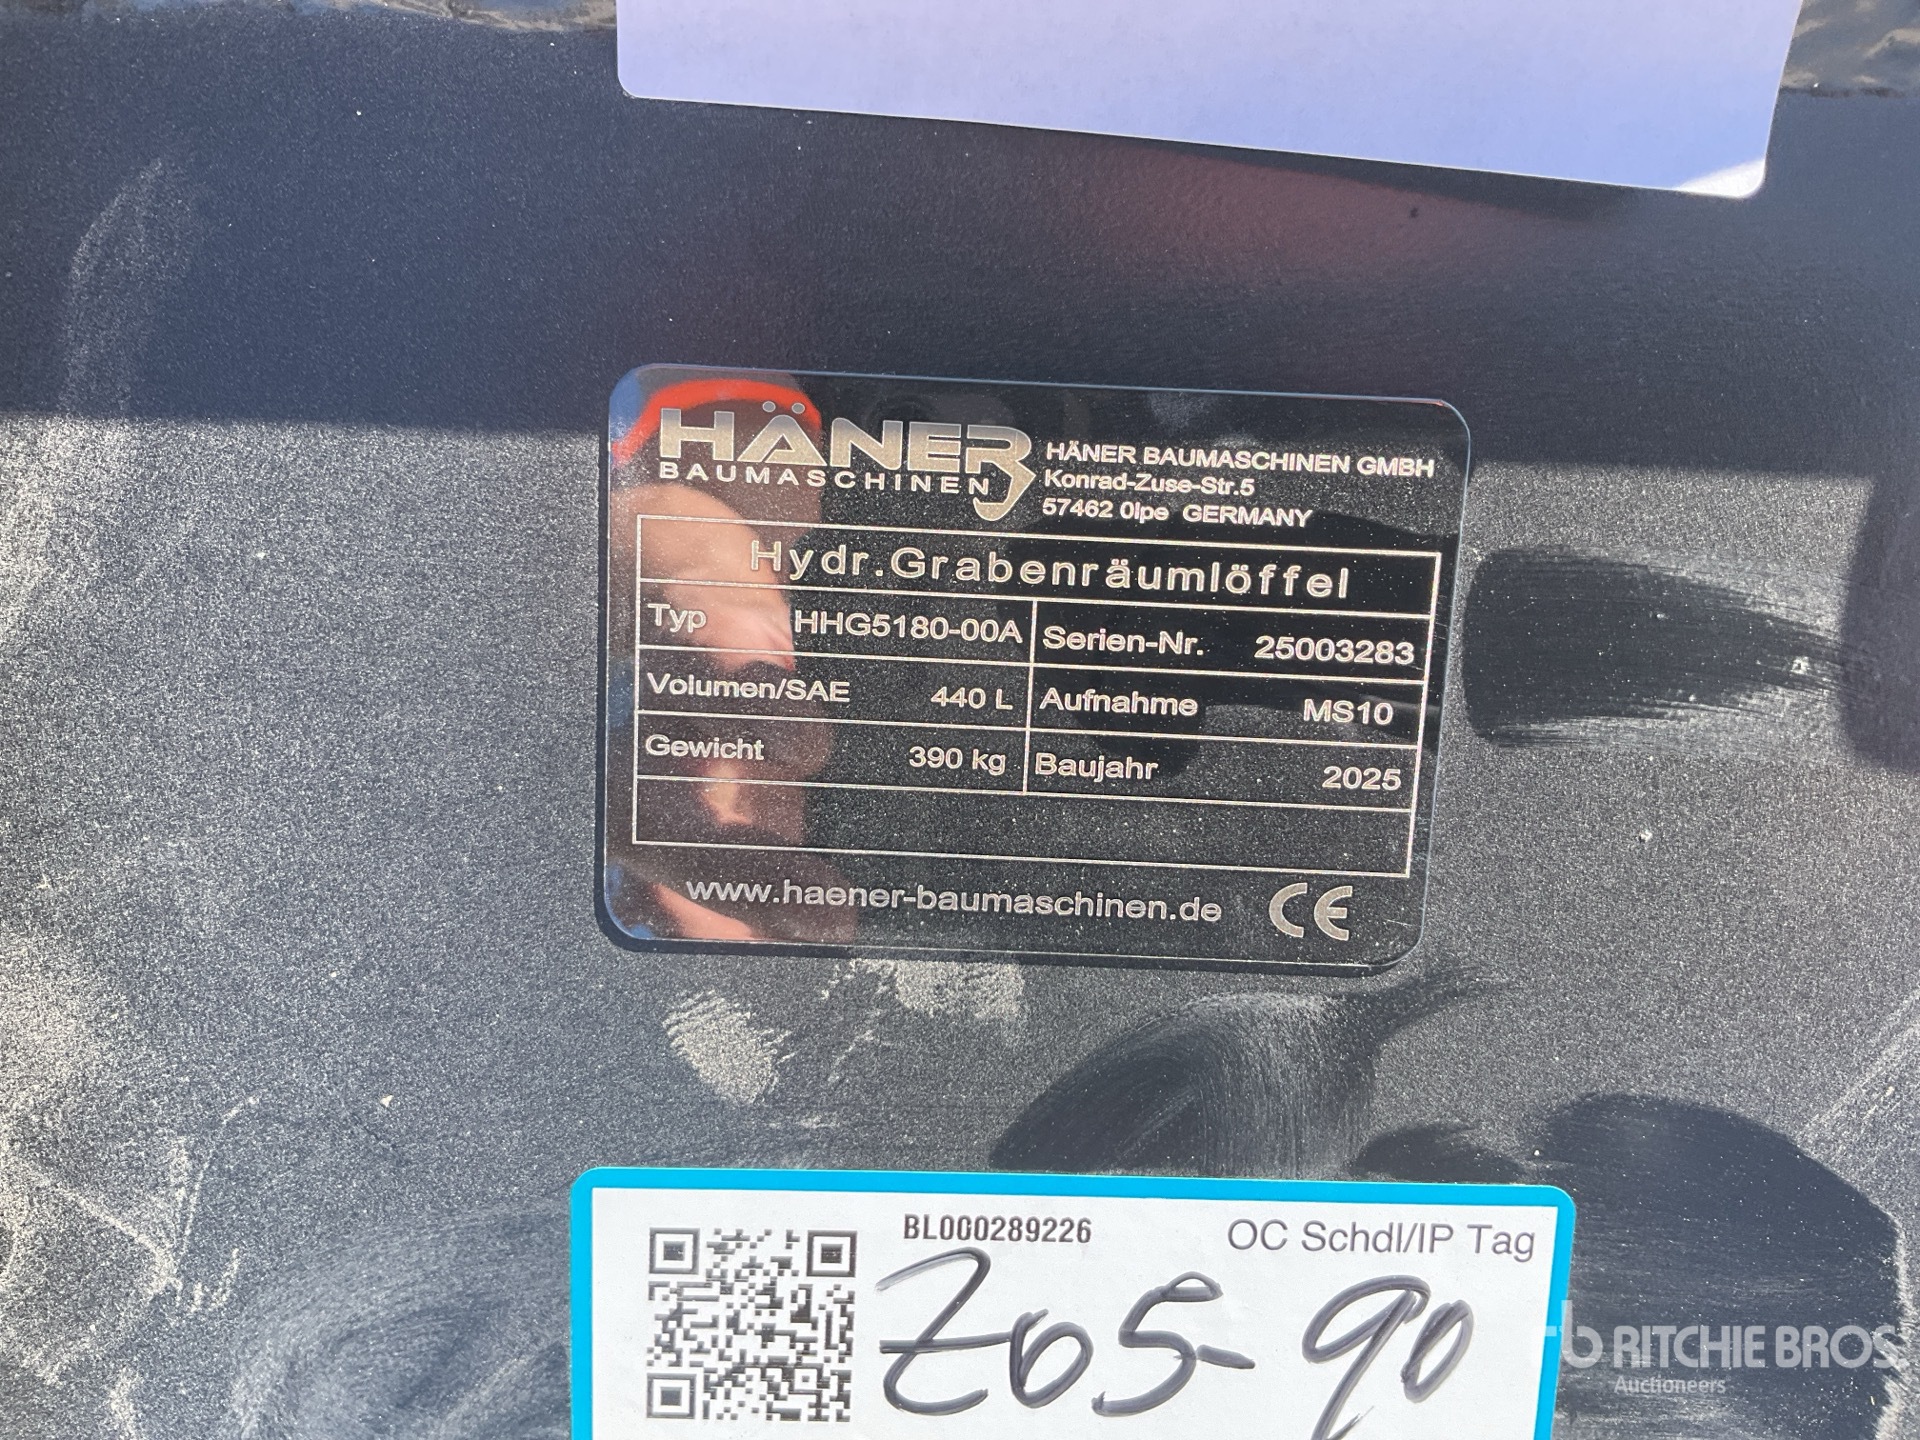 HÄNER
BAUMASCHINEN
HÄNER BAUMASCHINEN GMBH
Konrad-Zuse-Str.5
57462 Olpe GERMANY
Hydr.Grabenräumlöffel
Typ HHG5180-00A Serien-Nr. 25003283
Volumen/SAE 440 L Aufnahme MS10
Gewicht 390 kg Baujahr 2025
www.haener-baumaschinen.de CE
BL000289226 OC Schdl/IP Tag
Z65-90
rb RITCHIE BROS
Auctioneers